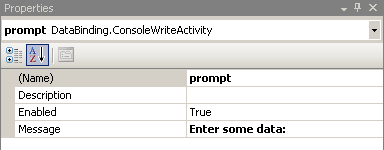 Properties
prompt DataBinding.ConsoleWriteActivity
(Name) prompt
Description
Enabled True
Message Enter some data: